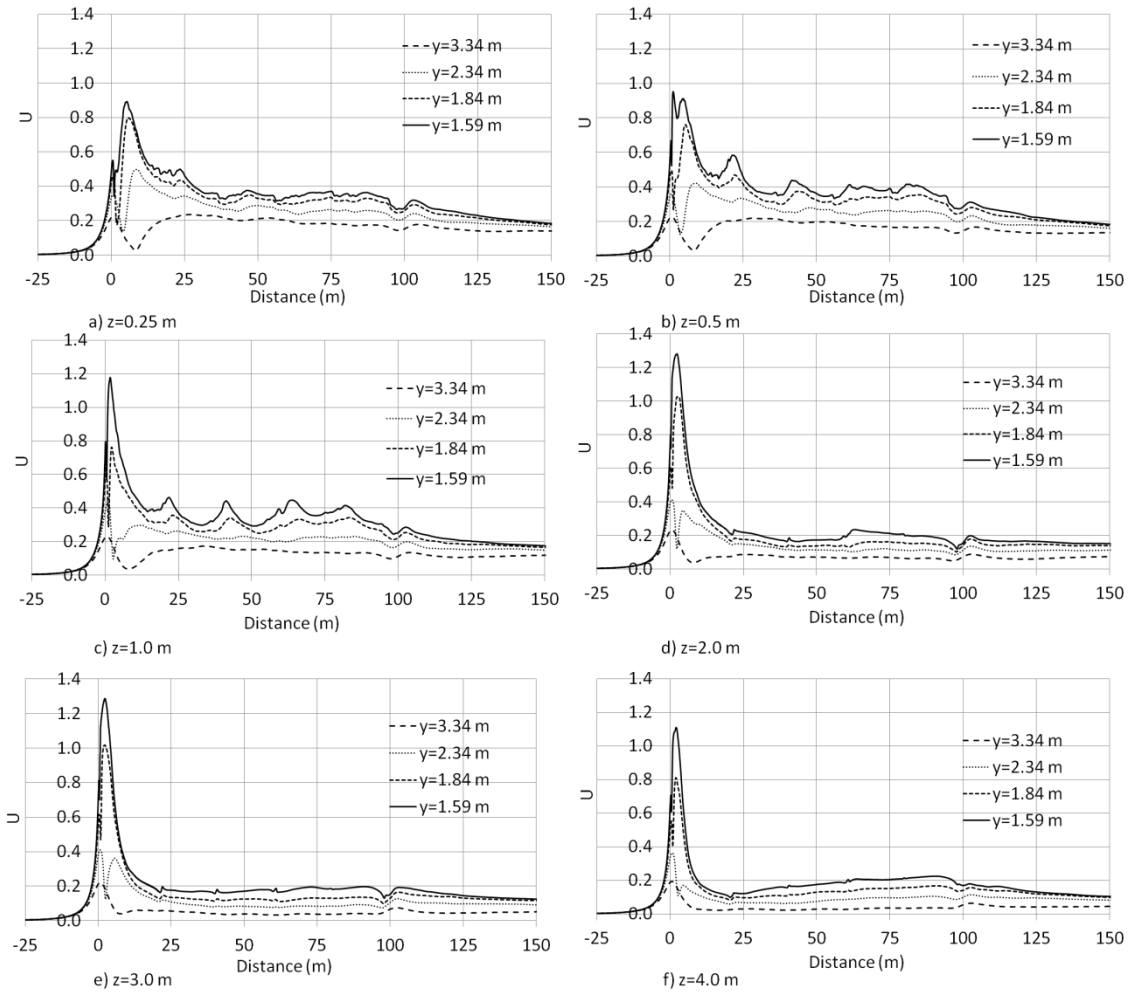 1.4
1.2
1.0
0.8
0.6
0.4
0.2
0.0
U
y=3.34 m
y=2.34 m
y=1.84 m
y=1.59 m
-25 0 25 50 75 100 125 150
Distance (m)
a) z=0.25 m
1.4
1.2
1.0
0.8
0.6
0.4
0.2
0.0
U
y=3.34 m
y=2.34 m
y=1.84 m
y=1.59 m
-25 0 25 50 75 100 125 150
Distance (m)
b) z=0.5 m
1.4
1.2
1.0
0.8
0.6
0.4
0.2
0.0
U
y=3.34 m
y=2.34 m
y=1.84 m
y=1.59 m
-25 0 25 50 75 100 125 150
Distance (m)
c) z=1.0 m
1.4
1.2
1.0
0.8
0.6
0.4
0.2
0.0
U
y=3.34 m
y=2.34 m
y=1.84 m
y=1.59 m
-25 0 25 50 75 100 125 150
Distance (m)
d) z=2.0 m
1.4
1.2
1.0
0.8
0.6
0.4
0.2
0.0
U
y=3.34 m
y=2.34 m
y=1.84 m
y=1.59 m
-25 0 25 50 75 100 125 150
Distance (m)
e) z=3.0 m
1.4
1.2
1.0
0.8
0.6
0.4
0.2
0.0
U
y=3.34 m
y=2.34 m
y=1.84 m
y=1.59 m
-25 0 25 50 75 100 125 150
Distance (m)
f) z=4.0 m